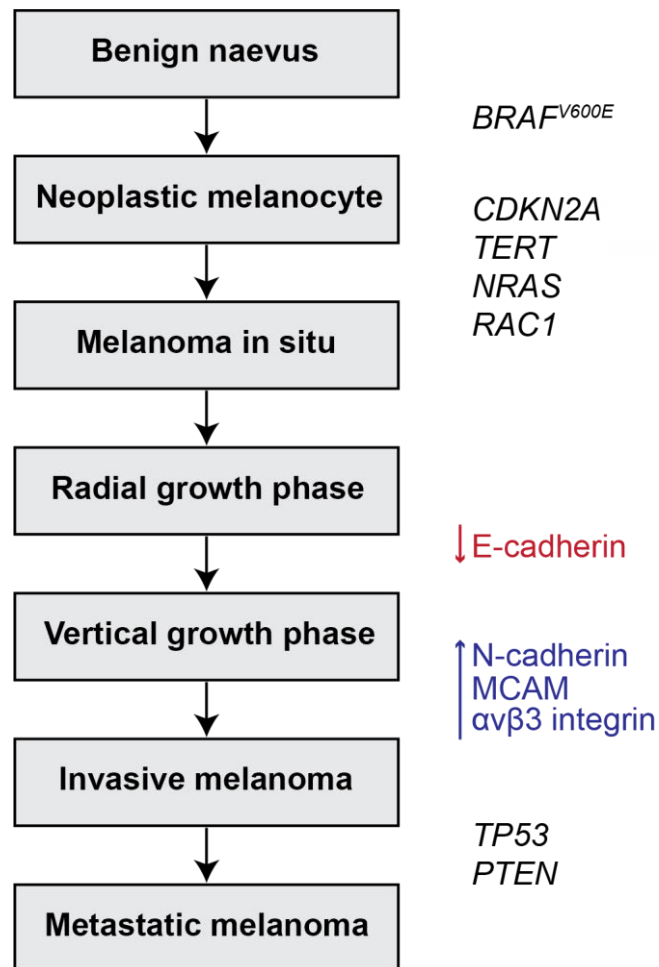 Benign naevus
BRAFV600E
Neoplastic melanocyte
CDKN2A
TERT
NRAS
RAC1
Melanoma in situ
Radial growth phase
↓ E-cadherin
Vertical growth phase
↑ N-cadherin
MCAM
αvβ3 integrin
Invasive melanoma
TP53
PTEN
Metastatic melanoma